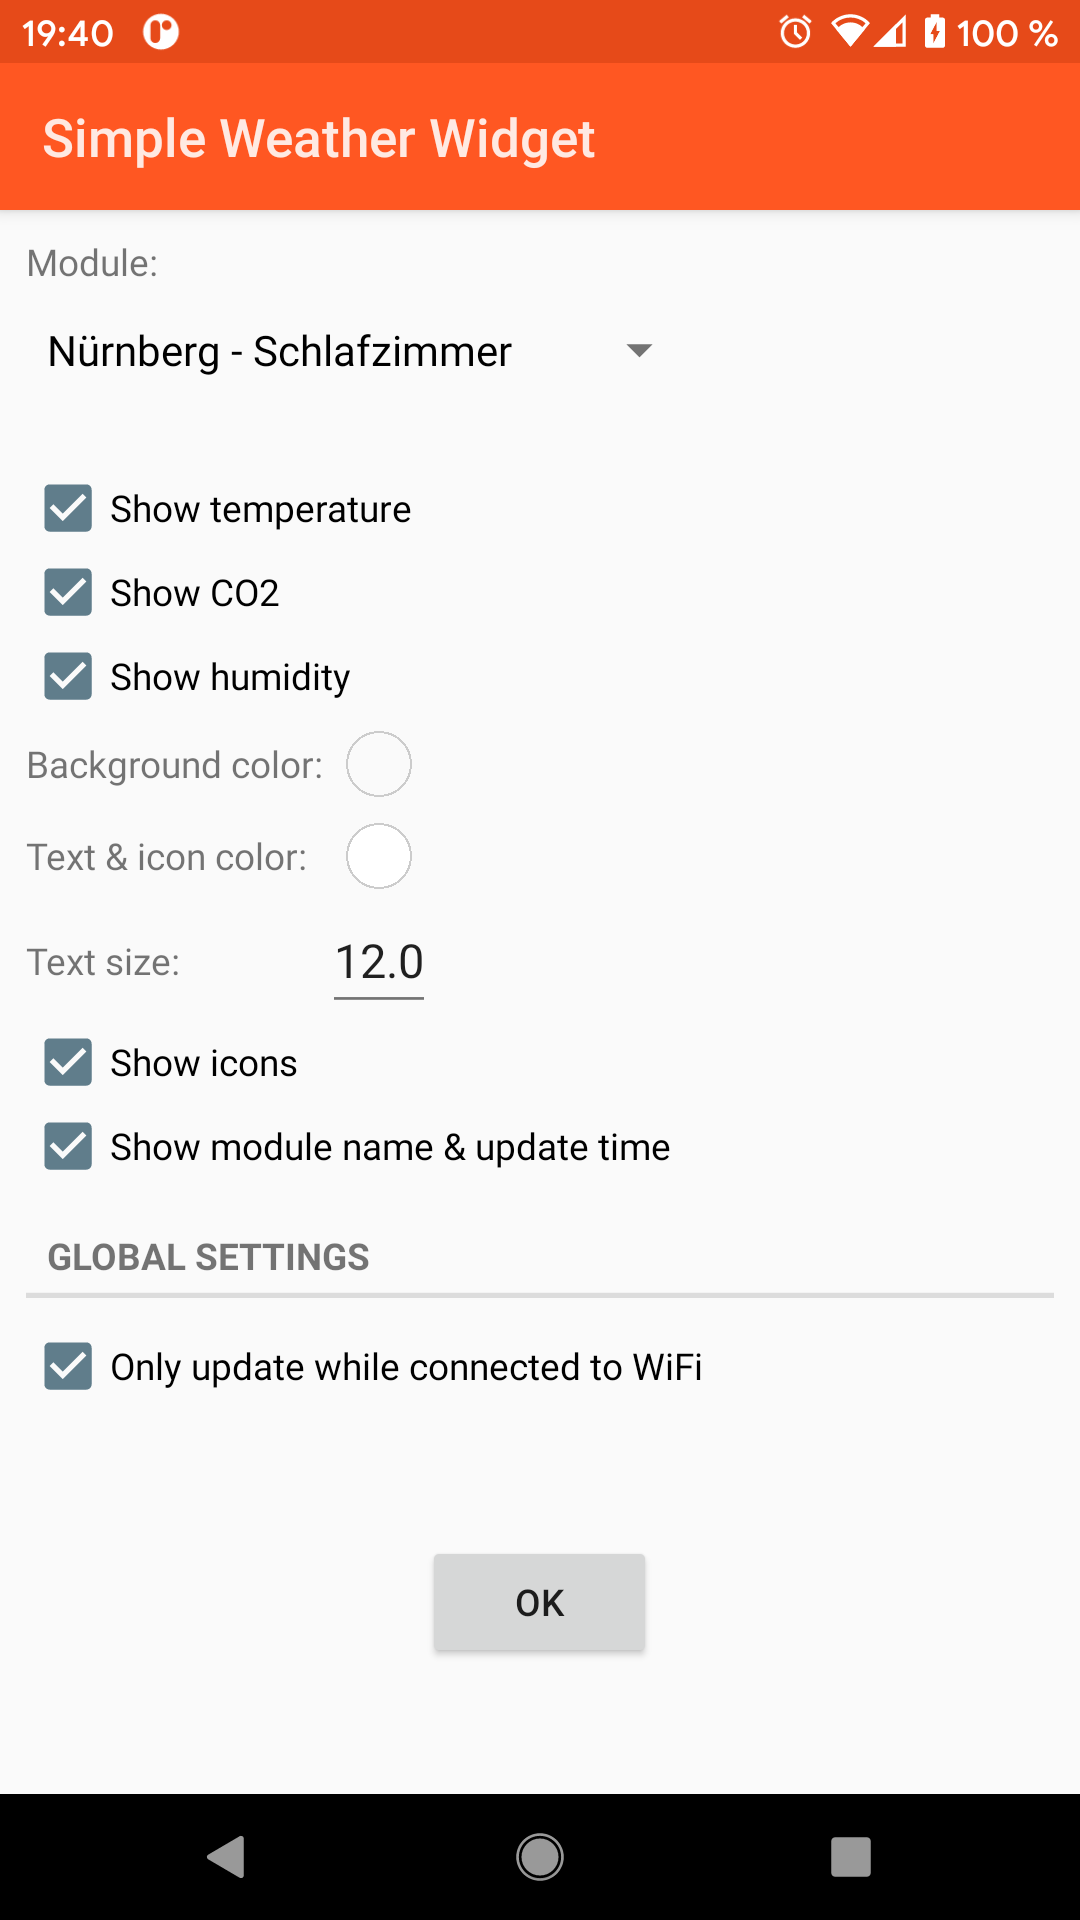 19:40 100 %
Simple Weather Widget
Module:
Nürnberg - Schlafzimmer
Show temperature
Show CO2
Show humidity
Background color:
Text & icon color:
Text size: 12.0
Show icons
Show module name & update time
GLOBAL SETTINGS
Only update while connected to WiFi
OK